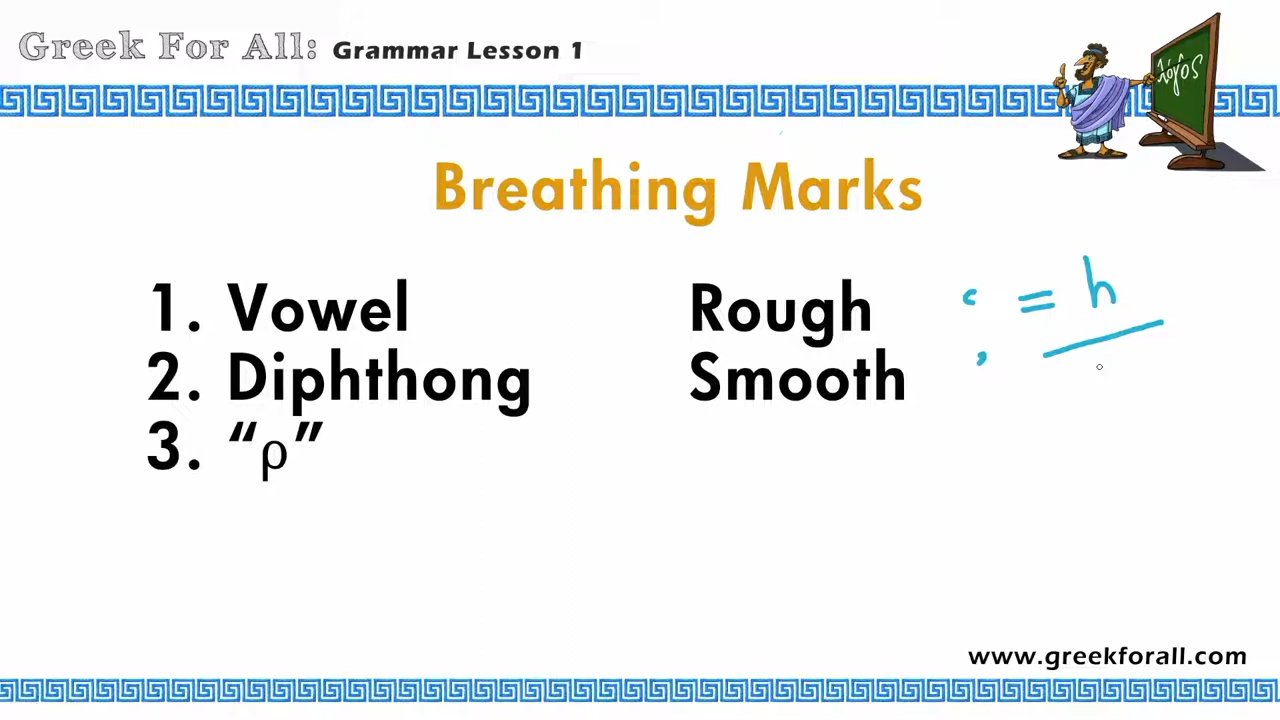 Greek For All: Grammar Lesson 1
λόγος
Breathing Marks
1. Vowel Rough ʽ = h
2. Diphthong Smooth ʼ
3. “ρ”
www.greekforall.com